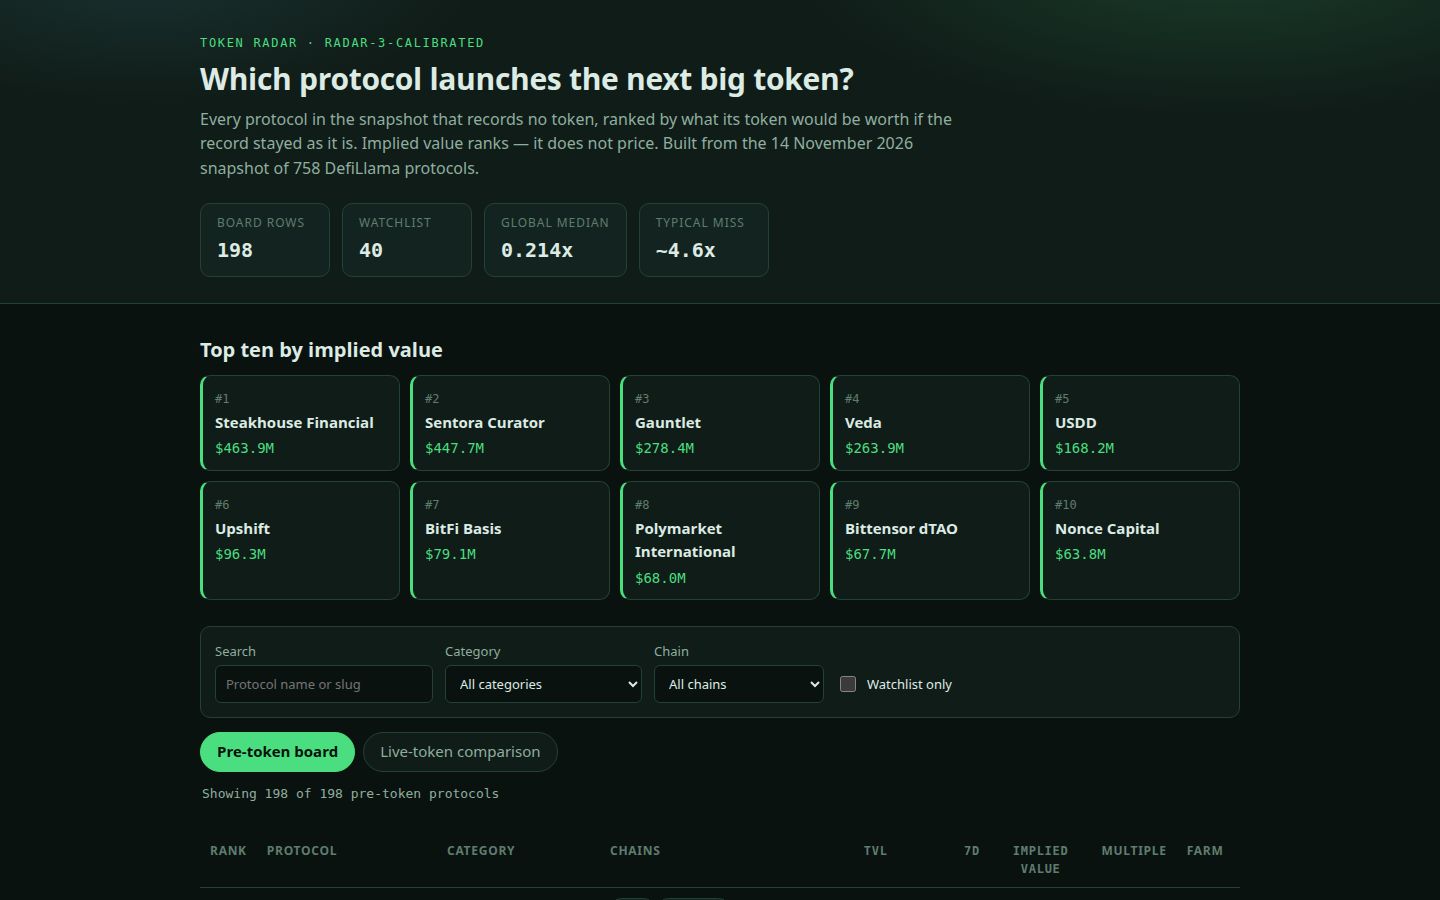 TOKEN RADAR · RADAR-3-CALIBRATED
Which protocol launches the next big token?
Every protocol in the snapshot that records no token, ranked by what its token would be worth if the
record stayed as it is. Implied value ranks — it does not price. Built from the 14 November 2026
snapshot of 758 DefiLlama protocols.
BOARD ROWS
198
WATCHLIST
40
GLOBAL MEDIAN
0.214x
TYPICAL MISS
~4.6x
Top ten by implied value
#1
Steakhouse Financial
$463.9M
#2
Sentora Curator
$447.7M
#3
Gauntlet
$278.4M
#4
Veda
$263.9M
#5
USDD
$168.2M
#6
Upshift
$96.3M
#7
BitFi Basis
$79.1M
#8
Polymarket
International
$68.0M
#9
Bittensor dTAO
$67.7M
#10
Nonce Capital
$63.8M
Search
Protocol name or slug
Category
All categories
Chain
All chains
Watchlist only
Pre-token board
Live-token comparison
Showing 198 of 198 pre-token protocols
RANK PROTOCOL CATEGORY CHAINS TVL 7D IMPLIED VALUE MULTIPLE FARM